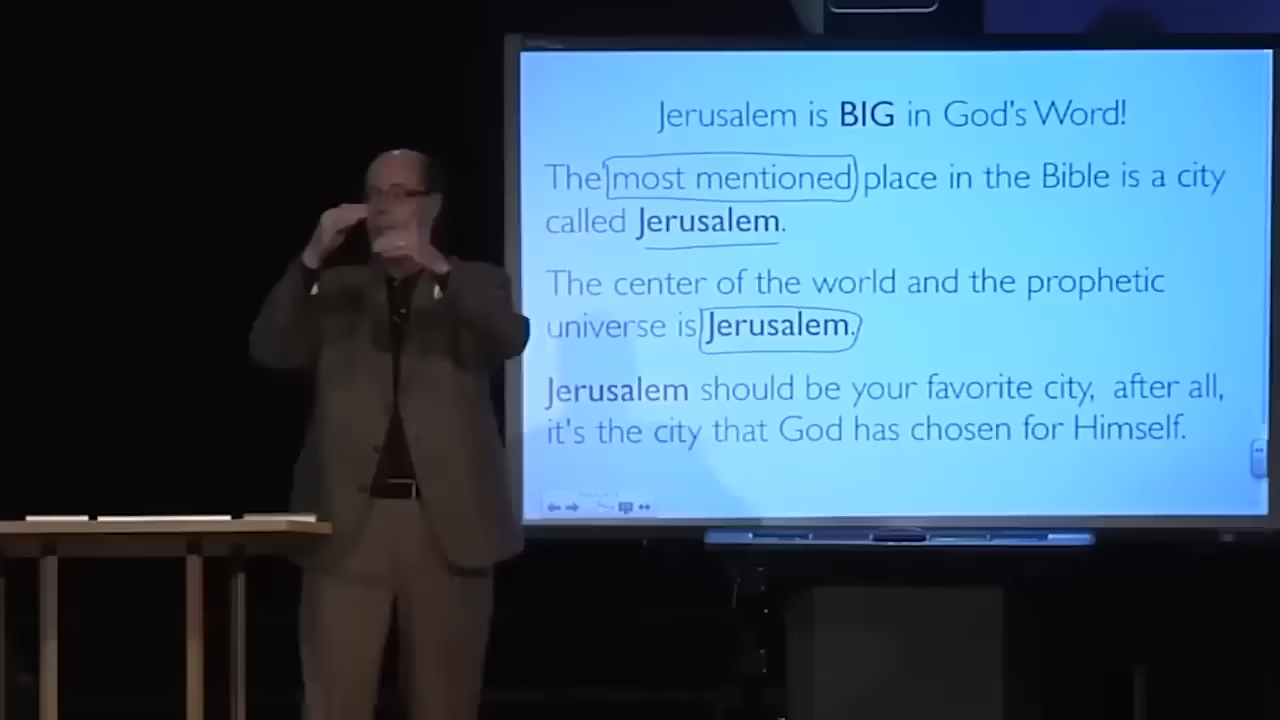 Jerusalem is BIG in God's Word!
The most mentioned place in the Bible is a city
called Jerusalem.
The center of the world and the prophetic
universe is Jerusalem.
Jerusalem should be your favorite city, after all,
it's the city that God has chosen for Himself.